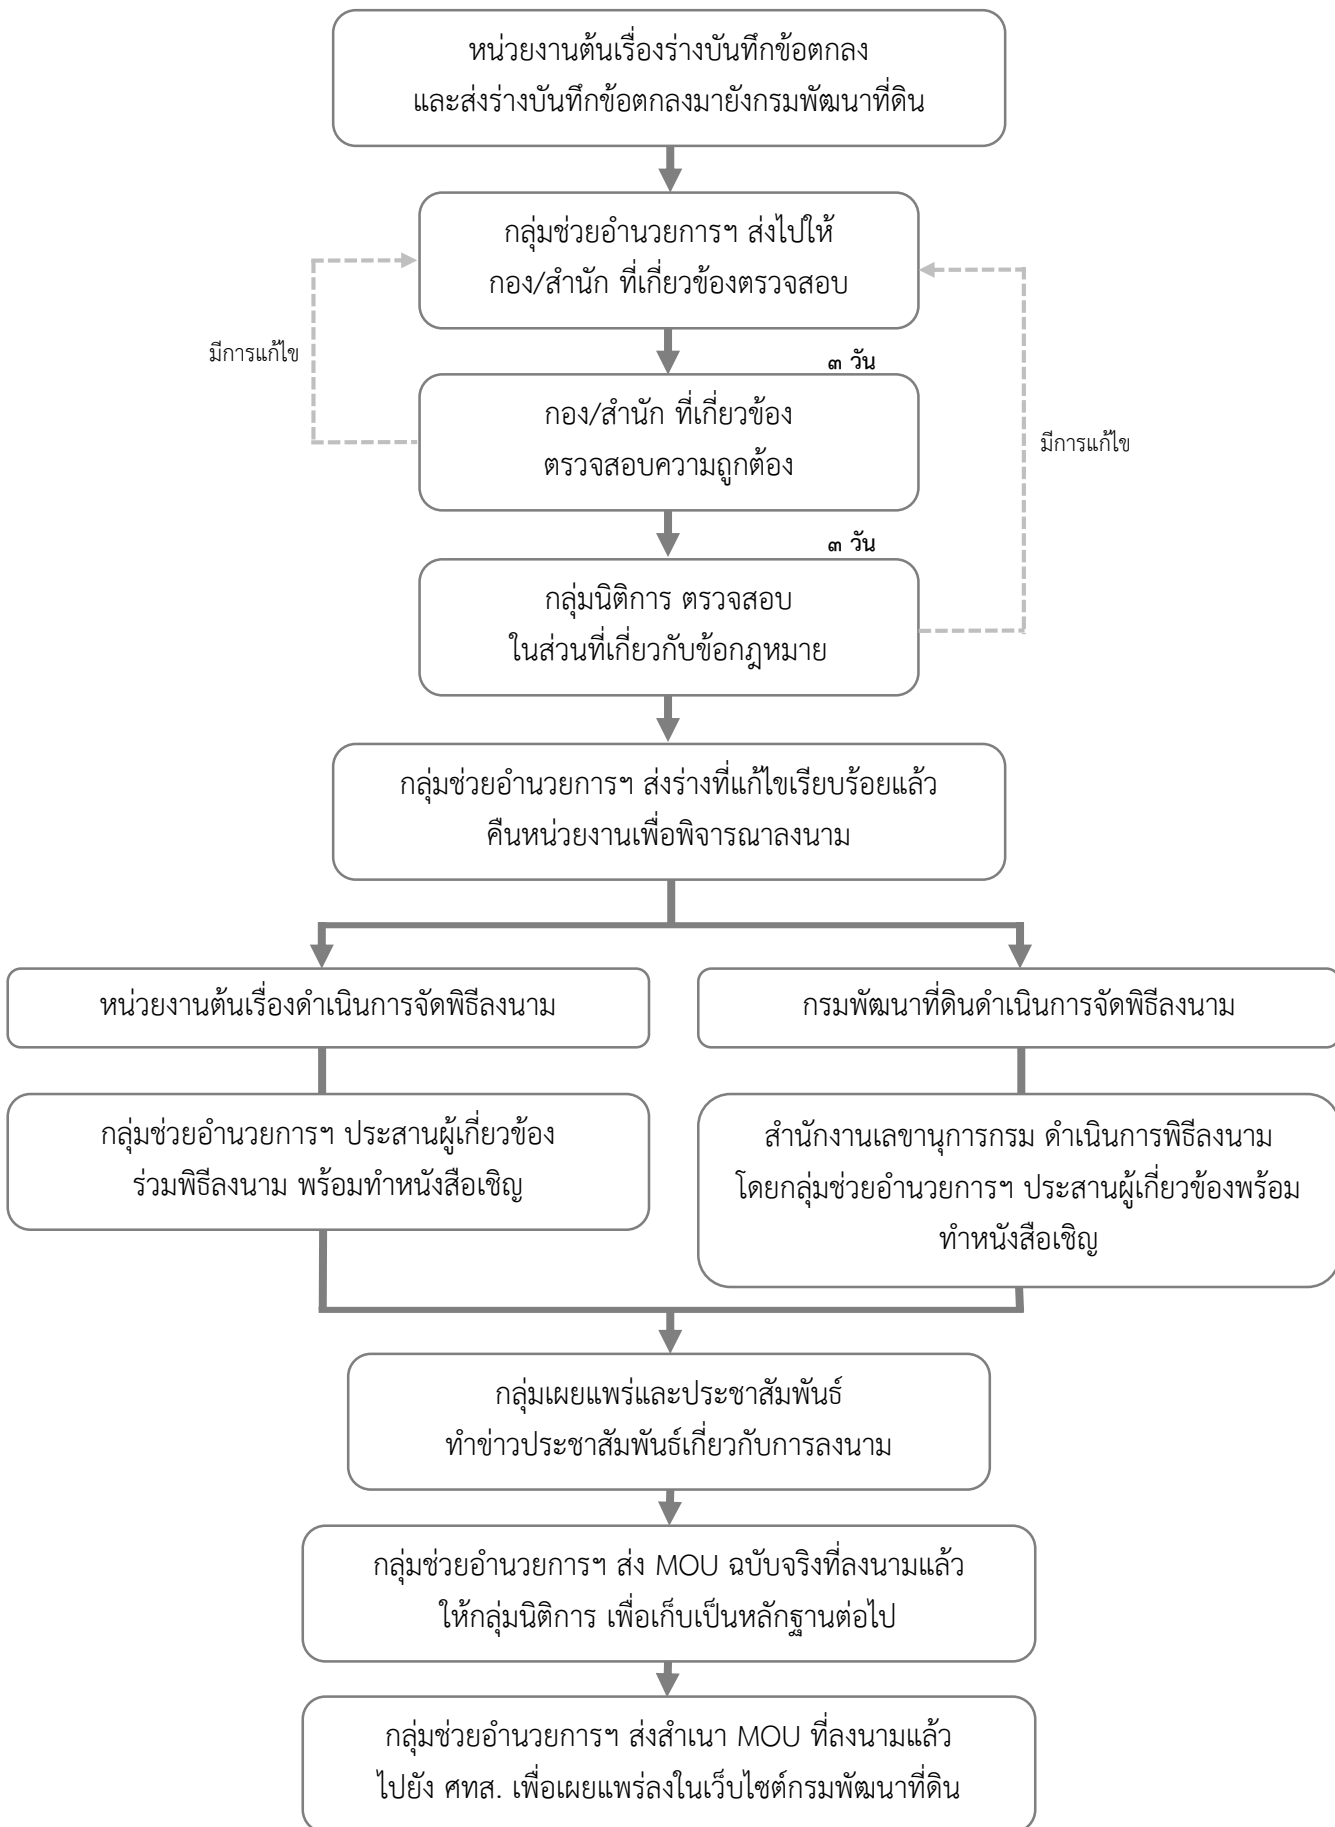 หน่วยงานต้นเรื่องร่างบันทึกข้อตกลง
และส่งร่างบันทึกข้อตกลงมายังกรมพัฒนาที่ดิน
กลุ่มช่วยอำนวยการฯ ส่งไปให้
กอง/สำนัก ที่เกี่ยวข้องตรวจสอบ
มีการแก้ไข
๓ วัน
กอง/สำนัก ที่เกี่ยวข้อง
ตรวจสอบความถูกต้อง
มีการแก้ไข
๓ วัน
กลุ่มนิติการ ตรวจสอบ
ในส่วนที่เกี่ยวกับข้อกฎหมาย
กลุ่มช่วยอำนวยการฯ ส่งร่างที่แก้ไขเรียบร้อยแล้ว
คืนหน่วยงานเพื่อพิจารณาลงนาม
หน่วยงานต้นเรื่องดำเนินการจัดพิธีลงนาม
กรมพัฒนาที่ดินดำเนินการจัดพิธีลงนาม
กลุ่มช่วยอำนวยการฯ ประสานผู้เกี่ยวข้อง
ร่วมพิธีลงนาม พร้อมทำหนังสือเชิญ
สำนักงานเลขานุการกรม ดำเนินการพิธีลงนาม
โดยกลุ่มช่วยอำนวยการฯ ประสานผู้เกี่ยวข้องพร้อม
ทำหนังสือเชิญ
กลุ่มเผยแพร่และประชาสัมพันธ์
ทำข่าวประชาสัมพันธ์เกี่ยวกับการลงนาม
กลุ่มช่วยอำนวยการฯ ส่ง MOU ฉบับจริงที่ลงนามแล้ว
ให้กลุ่มนิติการ เพื่อเก็บเป็นหลักฐานต่อไป
กลุ่มช่วยอำนวยการฯ ส่งสำเนา MOU ที่ลงนามแล้ว
ไปยัง ศทส. เพื่อเผยแพร่ลงในเว็บไซต์กรมพัฒนาที่ดิน